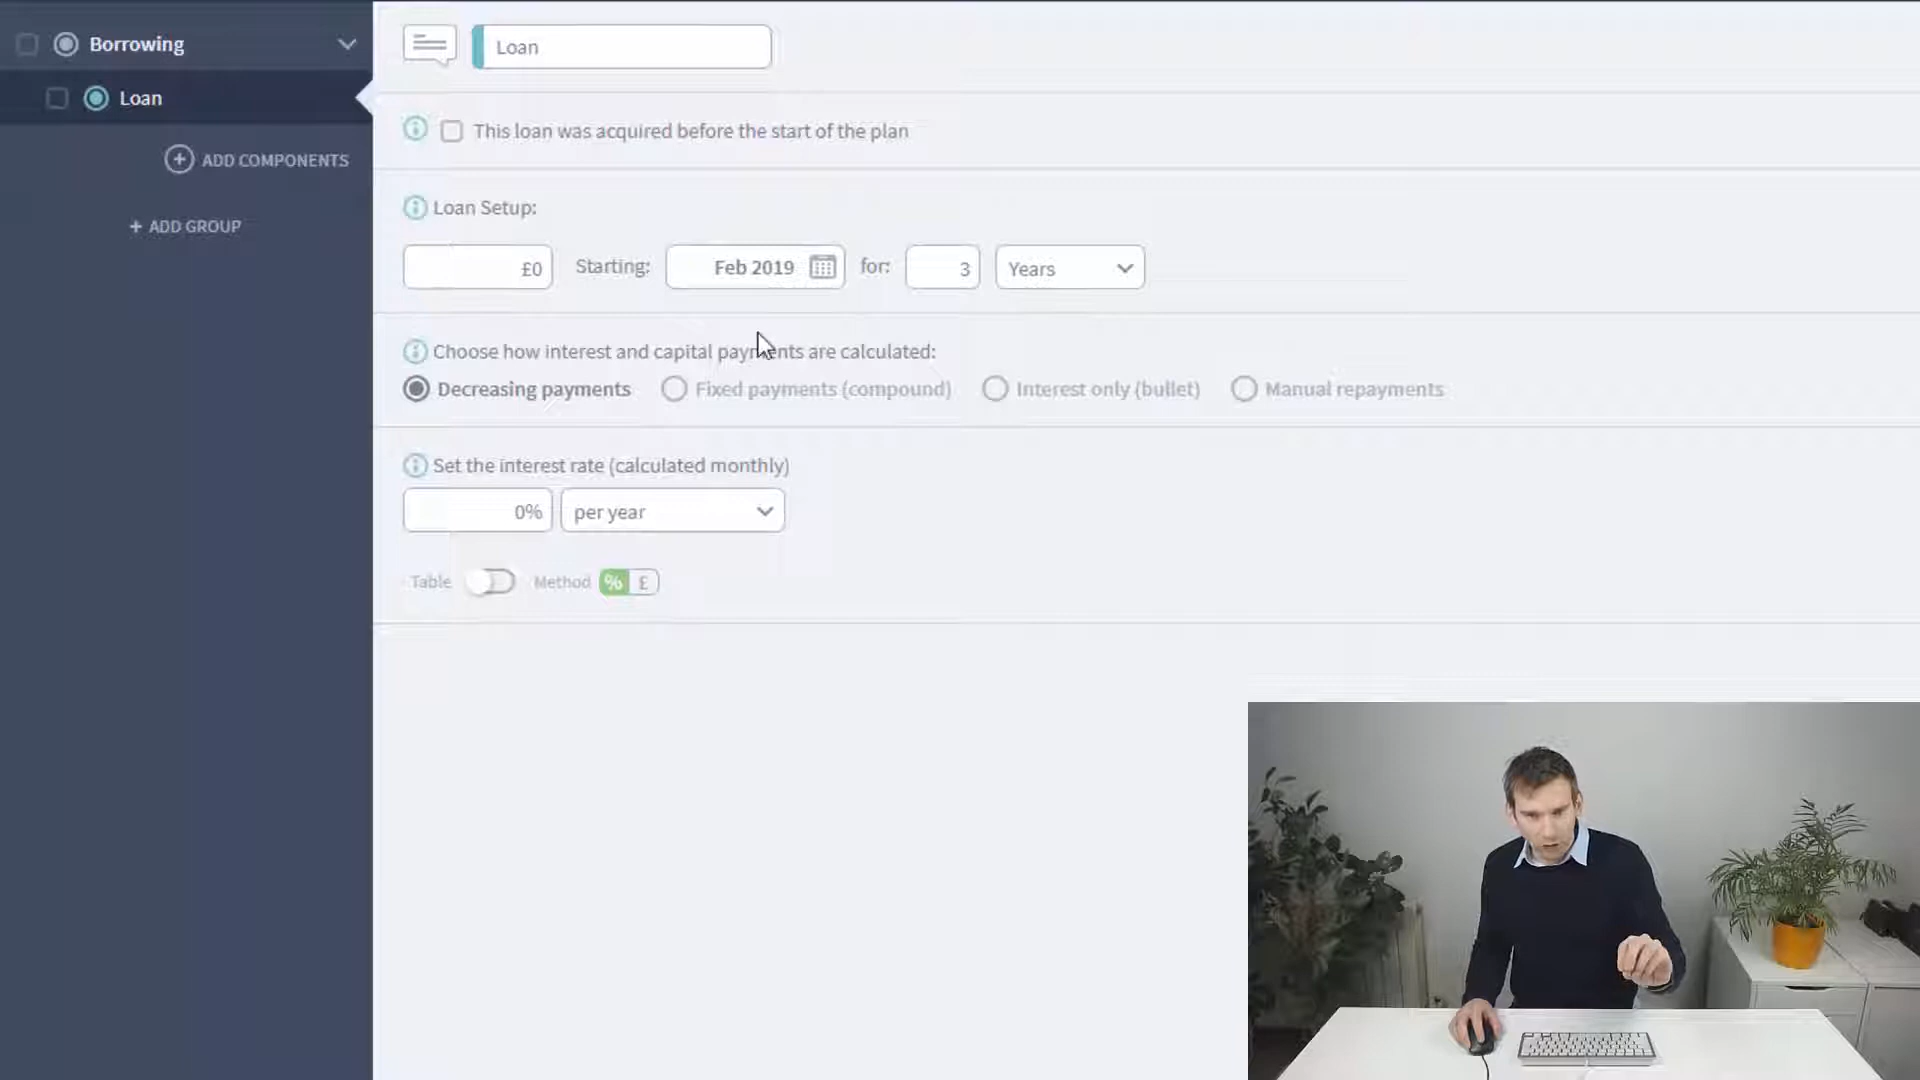 Borrowing
Loan
ADD COMPONENTS
+ ADD GROUP
Loan
This loan was acquired before the start of the plan
Loan Setup:
£0 Starting: Feb 2019 for: 3 Years
Choose how interest and capital payments are calculated:
Decreasing payments Fixed payments (compound) Interest only (bullet) Manual repayments
Set the interest rate (calculated monthly)
0% per year
Table Method % £